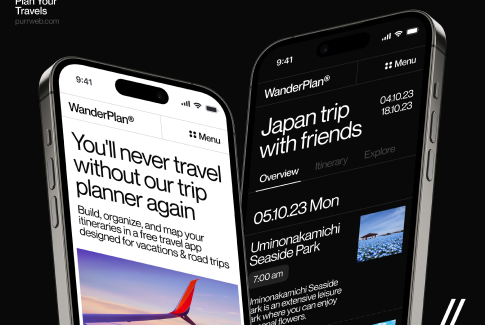 Plan Your
Travels
purrweb.com
9:41
WanderPlan®
Menu
You'll never travel
without our trip
planner again
Build, organize, and map your
itineraries in a free travel app
designed for vacations & road trips
9:41
WanderPlan®
Menu
Japan trip
with friends
04.10.23
18.10.23
Overview
Itinerary
Explore
05.10.23 Mon
Uminonakamichi
Seaside Park
7:00 am
Uminonakamichi Seaside
Park is an extensive leisure
park where you can enjoy
flowers.